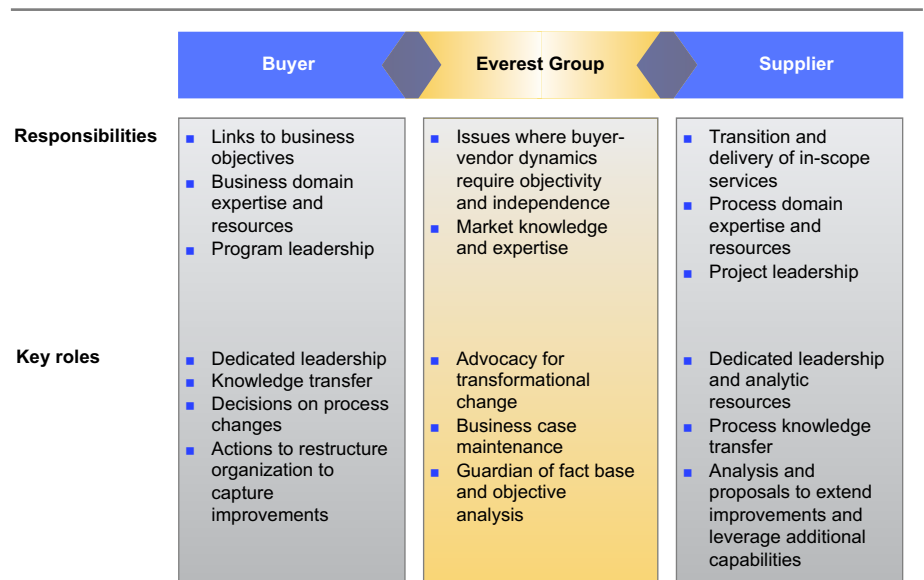 Buyer
Everest Group
Supplier
Responsibilities
Links to business
objectives
Business domain
expertise and
resources
Program leadership
Issues where buyer-
vendor dynamics
require objectivity
and independence
Market knowledge
and expertise
Transition and
delivery of in-scope
services
Process domain
expertise and
resources
Project leadership
Key roles
Dedicated leadership
Knowledge transfer
Decisions on process
changes
Actions to restructure
organization to
capture
improvements
Advocacy for
transformational
change
Business case
maintenance
Guardian of fact base
and objective
analysis
Dedicated leadership
and analytic
resources
Process knowledge
transfer
Analysis and
proposals to extend
improvements and
leverage additional
capabilities